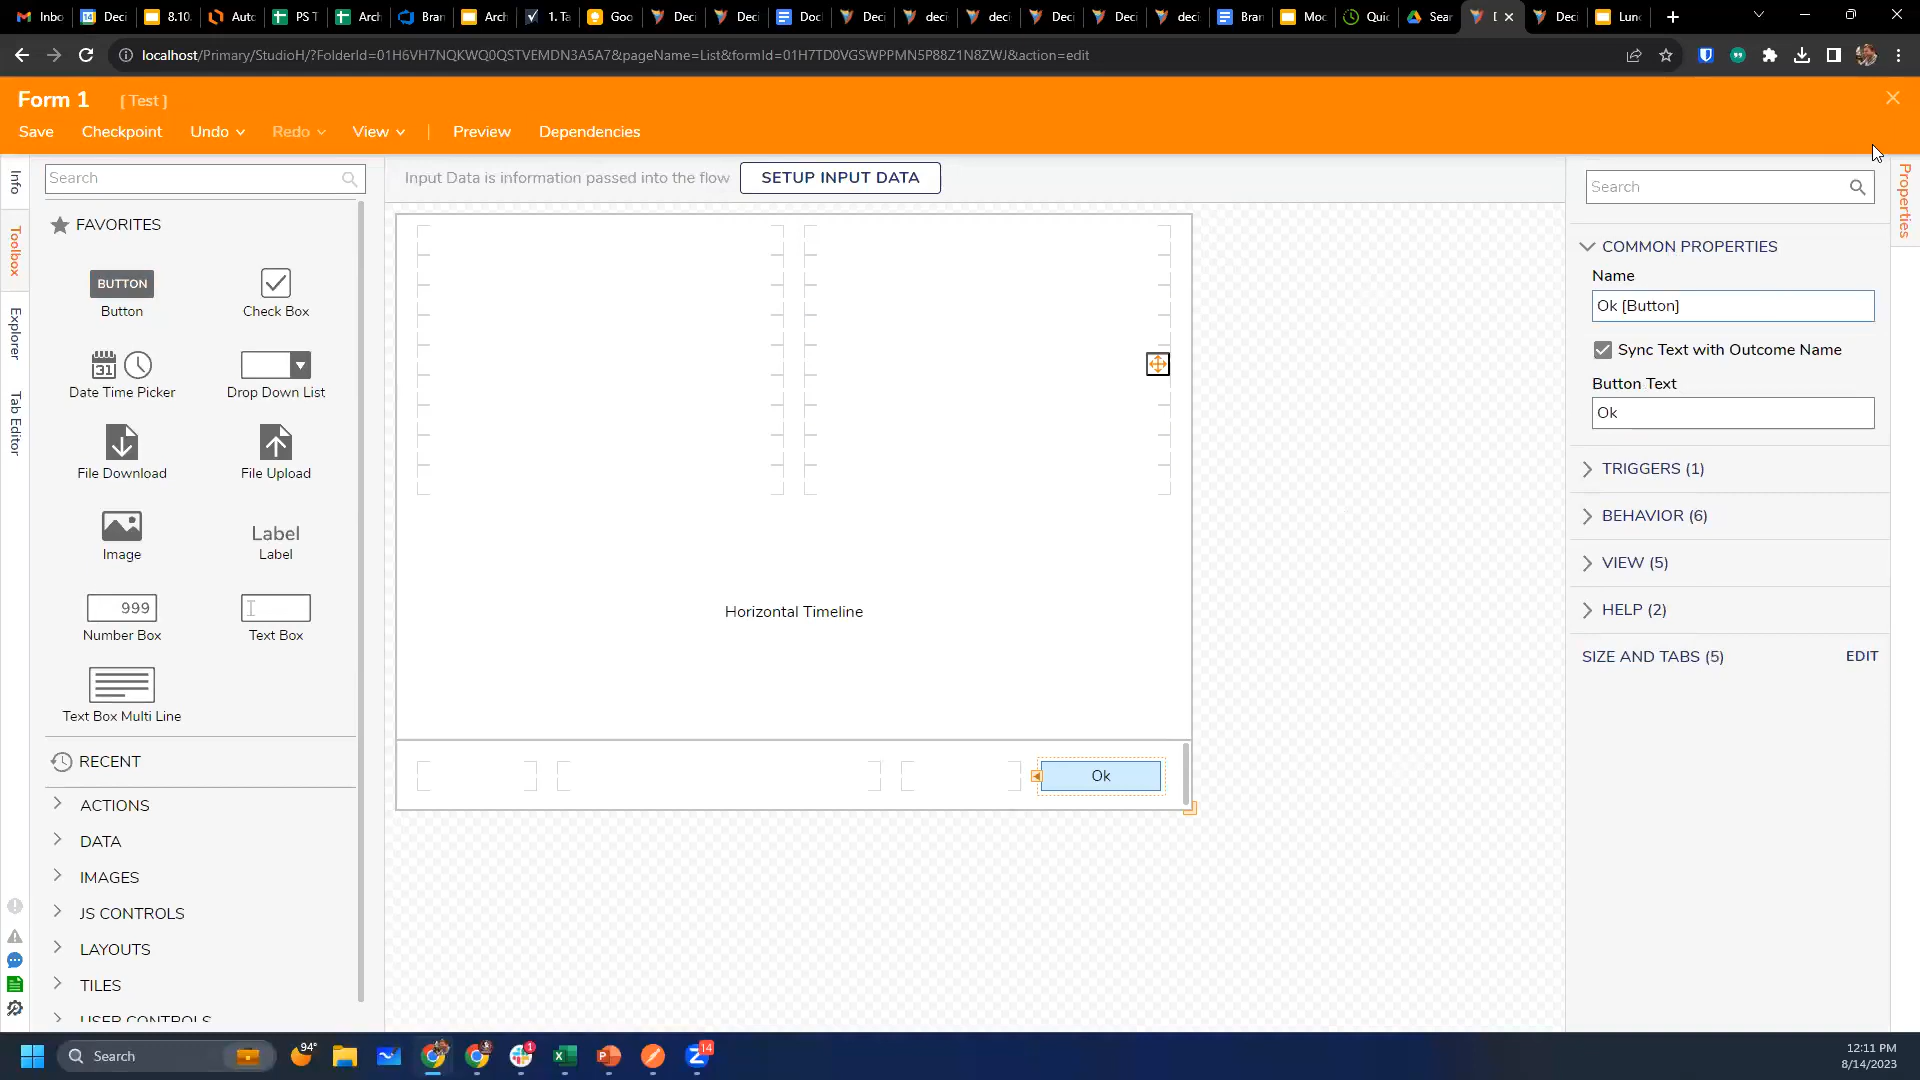 Inbo
Deci
8.10.
Auto
PS T
Arch
Bran
Arch
1. Ta
Goo
Deci
Deci
Docl
Deci
deci
deci
Deci
Deci
deci
Bran
Moc
Quic
Sear
Deci
Lunc
localhost/Primary/StudioH/?FolderId=01H6VH7NQKWQ0QSTVEMDN3A5A7&pageName=List&formId=01H7TD0VGSWPPMN5P88Z1N8ZWJ&action=edit
Form 1 [ Test ]
Save Checkpoint Undo Redo View | Preview Dependencies
Info
Toolbox
Explorer
Tab Editor
Search
FAVORITES
BUTTON
Button
Check Box
31
Date Time Picker
Drop Down List
File Download
File Upload
Image
Label
Label
999
Number Box
Text Box
Text Box Multi Line
RECENT
ACTIONS
DATA
IMAGES
JS CONTROLS
LAYOUTS
TILES
USER CONTROLS
Input Data is information passed into the flow
SETUP INPUT DATA
Horizontal Timeline
Ok
Properties
Search
COMMON PROPERTIES
Name
Ok [Button]
Sync Text with Outcome Name
Button Text
Ok
TRIGGERS (1)
BEHAVIOR (6)
VIEW (5)
HELP (2)
SIZE AND TABS (5) EDIT
Search
94°
1
14
12:11 PM
8/14/2023